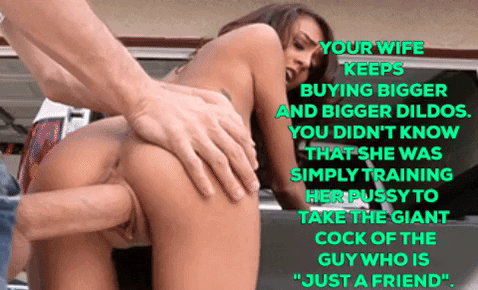 YOUR WIFE
KEEPS
BUYING BIGGER
AND BIGGER DILDOS.
YOU DIDN'T KNOW
THAT SHE WAS
SIMPLY TRAINING
HER PUSSY TO
TAKE THE GIANT
COCK OF THE
GUY WHO IS
"JUST A FRIEND".